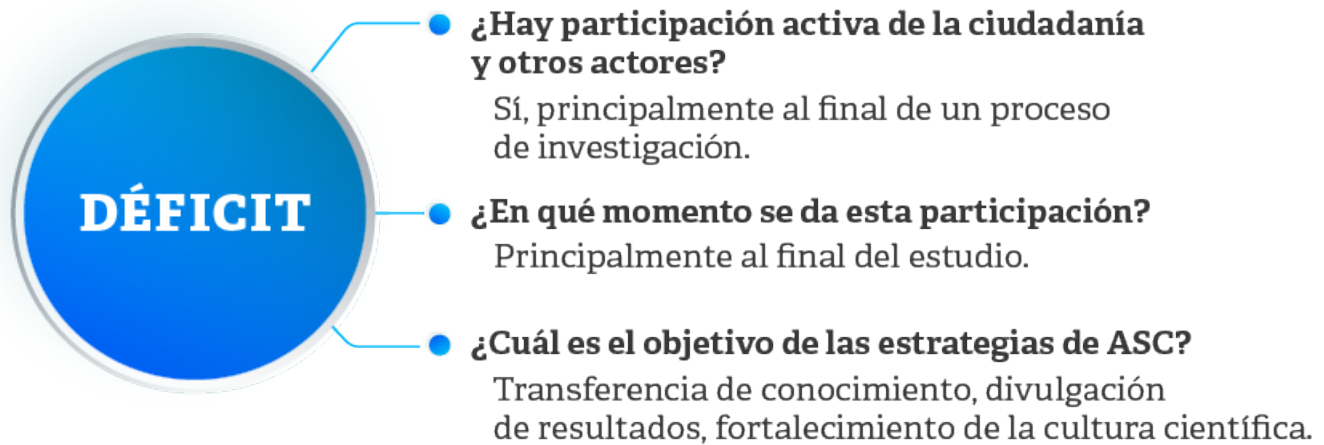 DÉFICIT
¿Hay participación activa de la ciudadanía
y otros actores?
Sí, principalmente al final de un proceso
de investigación.
¿En qué momento se da esta participación?
Principalmente al final del estudio.
¿Cuál es el objetivo de las estrategias de ASC?
Transferencia de conocimiento, divulgación
de resultados, fortalecimiento de la cultura científica.